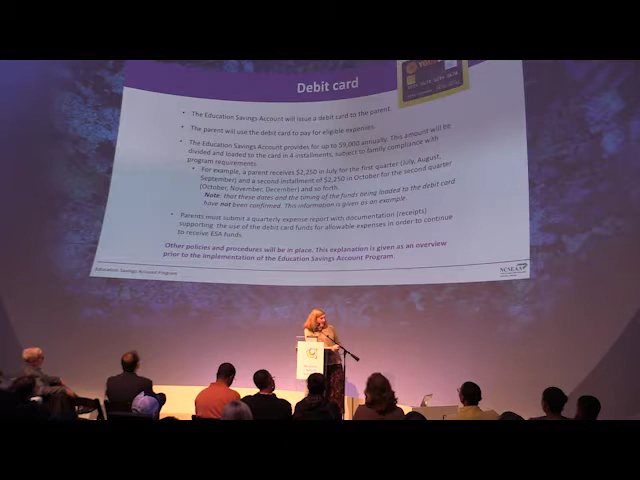 Debit card
• The Education Savings Account will issue a debit card to the parent.
• The parent will use the debit card to pay for eligible expenses.
• The Education Savings Account provides for up to $9,000 annually. This amount will be
divided and loaded to the card in 4 installments, subject to family compliance with
program requirements.
• For example, a parent receives $2,250 in July for the first quarter (July, August,
September) and a second installment of $2,250 in October for the second quarter
(October, November, December) and so forth.
Note: that these dates and the timing of the funds being loaded to the debit card
have not been confirmed. This information is given as an example.
• Parents must submit a quarterly expense report with documentation (receipts)
supporting the use of the debit card funds for allowable expenses in order to continue
to receive ESA funds.
Other policies and procedures will be in place. This explanation is given as an overview
prior to the implementation of the Education Savings Account Program.
Education Savings Account Program
NCSEAA